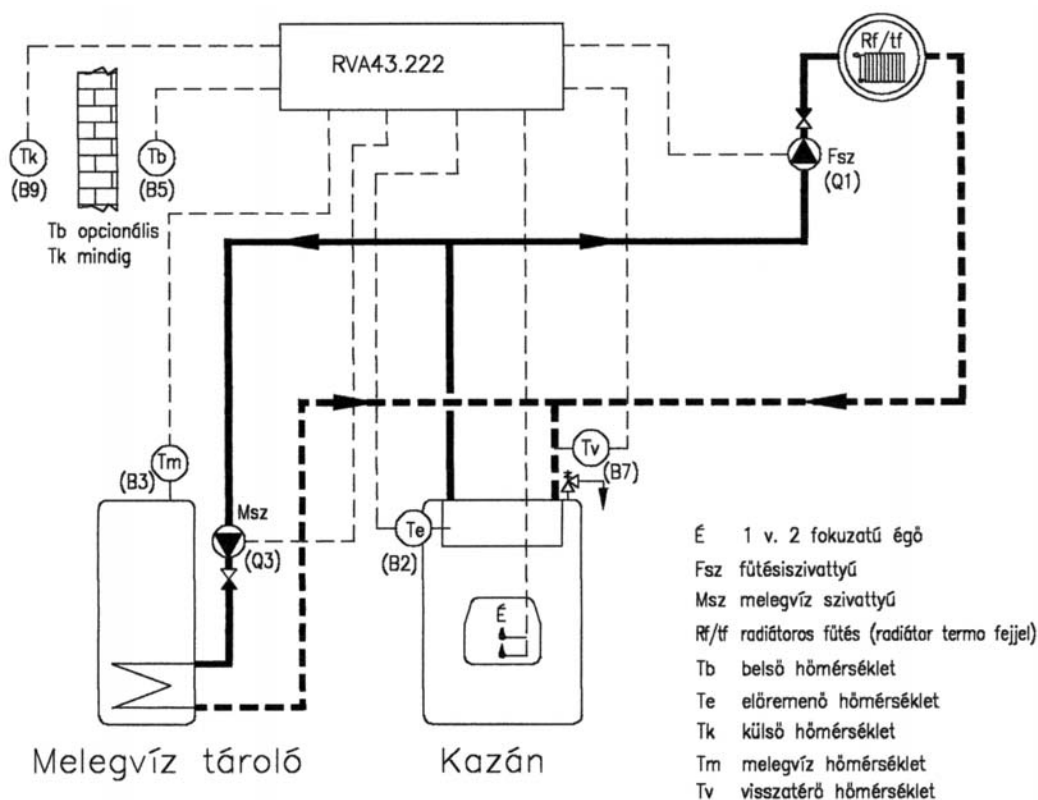 RVA43.222
Rf/tf
Tk
(B9)
Tb
(B5)
Fsz
(Q1)
Tb opcionális
Tk mindig
Tm
(B3)
Tv
(B7)
Msz
(Q3)
Te
(B2)
É
Melegvíz tároló
Kazán
É 1 v. 2 fokuzatú égő
Fsz fűtésiszivattyú
Msz melegvíz szivattyú
Rf/tf radiátoros fűtés (radiátor termo fejjel)
Tb belső hőmérséklet
Te előremenő hőmérséklet
Tk külső hőmérséklet
Tm melegvíz hőmérséklet
Tv visszatérő hőmérséklet